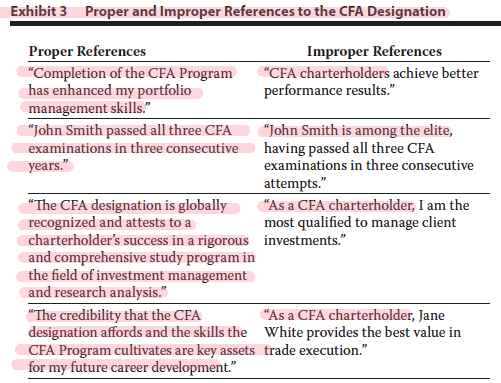 Exhibit 3 Proper and Improper References to the CFA Designation
Proper References
Improper References
“Completion of the CFA Program
has enhanced my portfolio
management skills.”
“CFA charterholders achieve better
performance results.”
“John Smith passed all three CFA
examinations in three consecutive
years.”
“John Smith is among the elite,
having passed all three CFA
examinations in three consecutive
attempts.”
“The CFA designation is globally
recognized and attests to a
charterholder’s success in a rigorous
and comprehensive study program in
the field of investment management
and research analysis.”
“As a CFA charterholder, I am the
most qualified to manage client
investments.”
“The credibility that the CFA
designation affords and the skills the
CFA Program cultivates are key assets
for my future career development.”
“As a CFA charterholder, Jane
White provides the best value in
trade execution.”